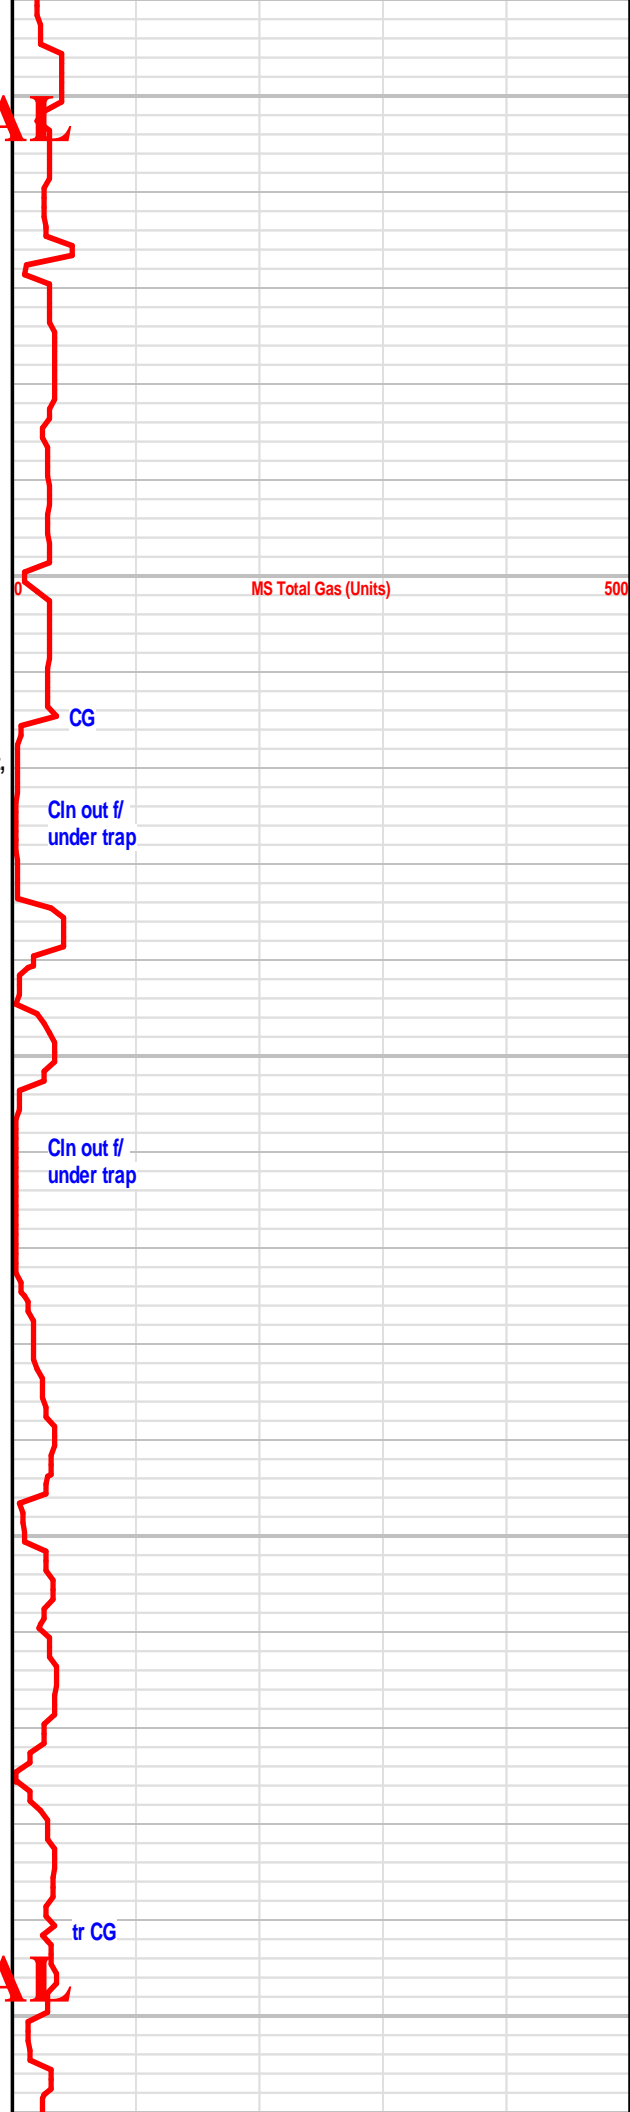 AL
0 MS Total Gas (Units) 500
CG
,
Cln out f/
under trap
Cln out f/
under trap
tr CG
AL